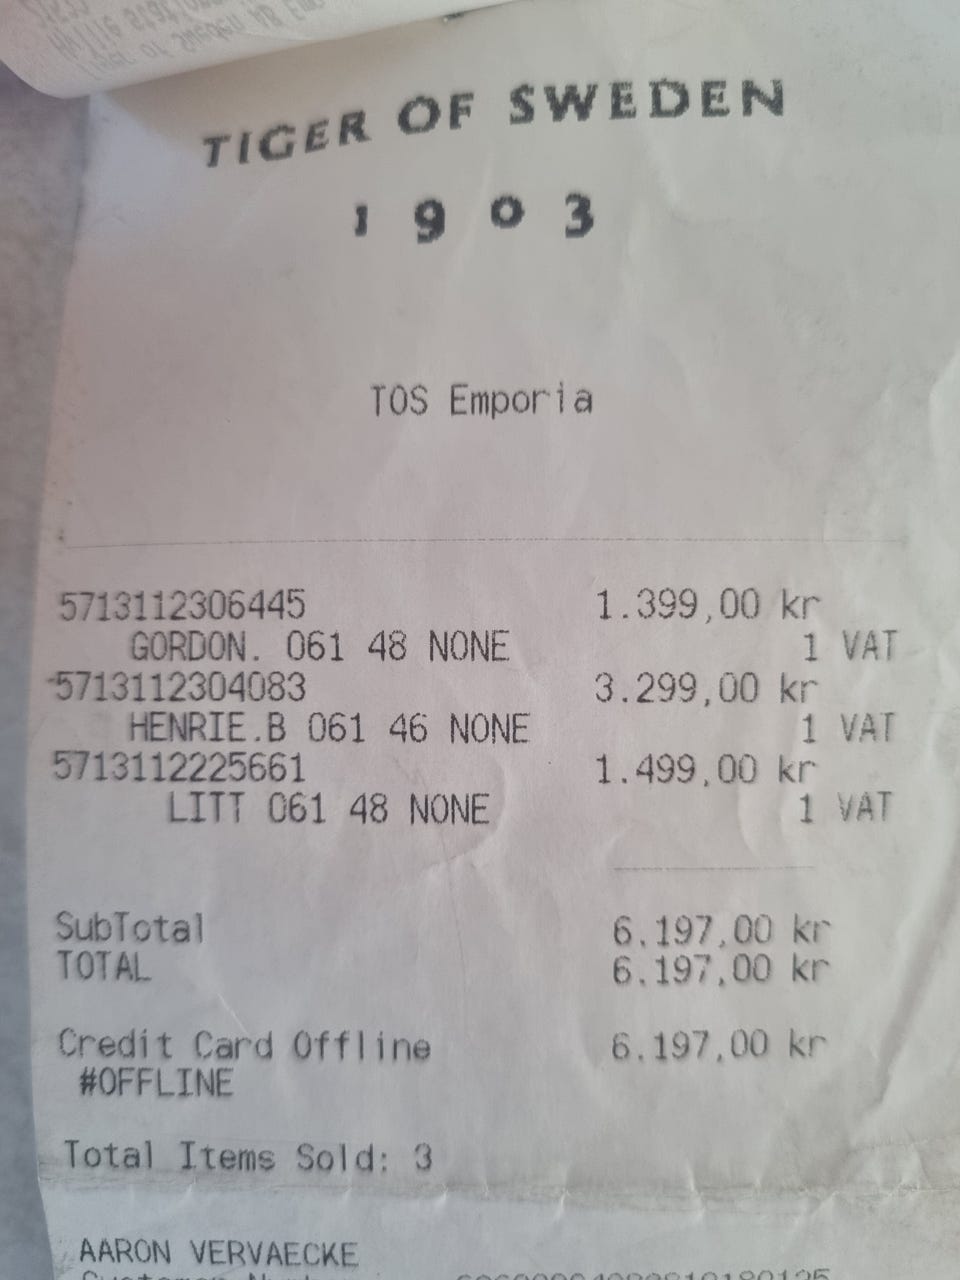 TIGER OF SWEDEN
1903
TOS Emporia
5713112306445 1.399,00 kr
GORDON. 061 48 NONE 1 VAT
5713112304083 3.299,00 kr
HENRIE.B 061 46 NONE 1 VAT
5713112225661 1.499,00 kr
LITT 061 48 NONE 1 VAT
SubTotal 6.197,00 kr
TOTAL 6.197,00 kr
Credit Card Offline 6.197,00 kr
#OFFLINE
Total Items Sold: 3
AARON VERVAECKE